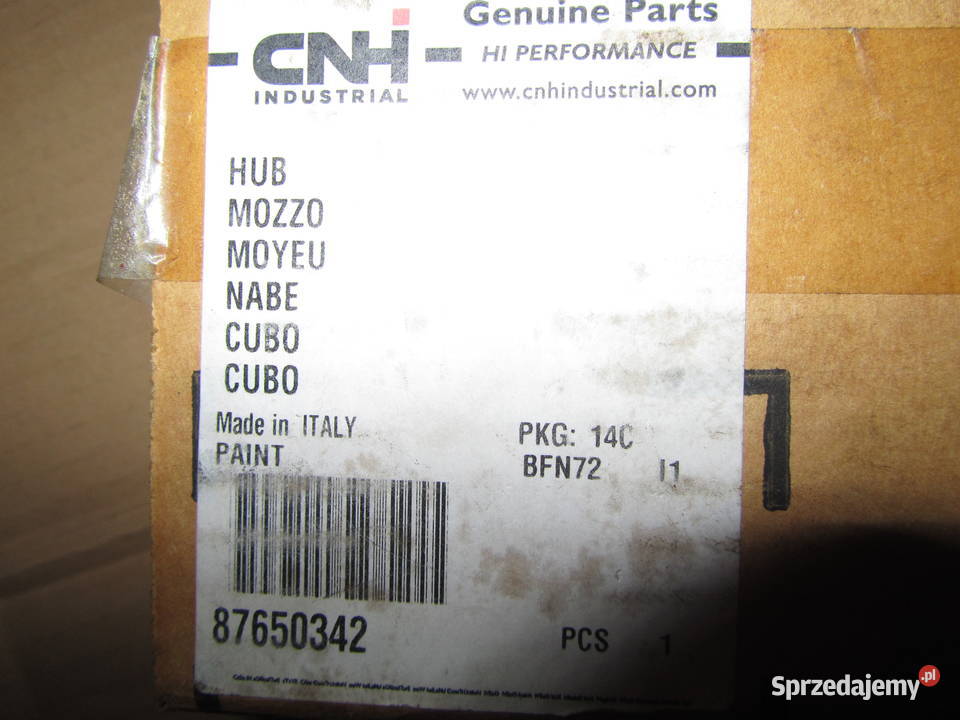 Genuine Parts
CNH
HI PERFORMANCE
INDUSTRIAL
www.cnhindustrial.com
HUB
MOZZO
MOYEU
NABE
CUBO
CUBO
Made in ITALY
PKG: 14C
PAINT
BFN72 I1
87650342
PCS 1
Sprzedajemy.pl